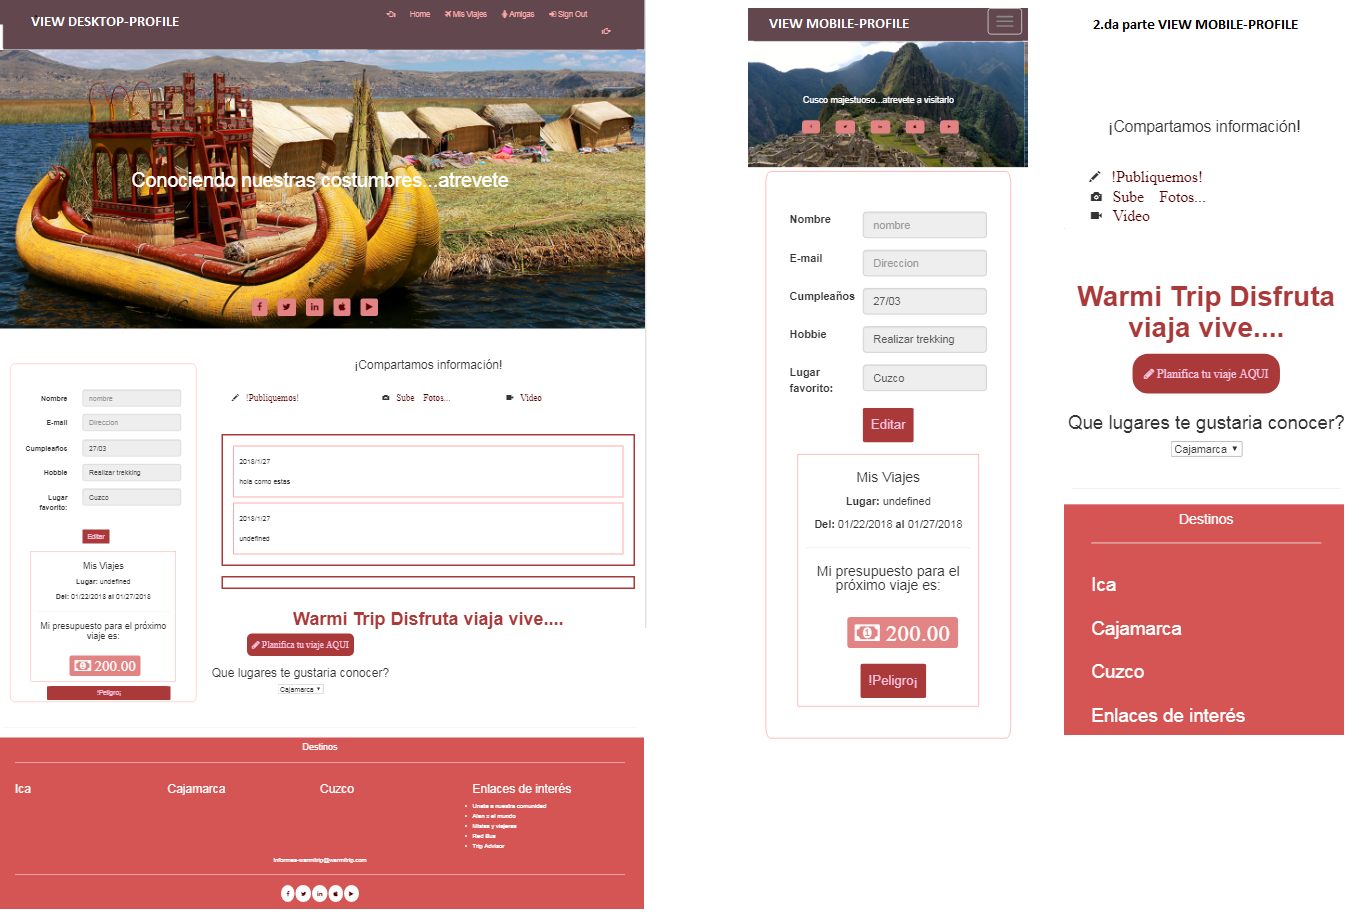 VIEW DESKTOP-PROFILE
Home
Mis Viajes
Amigas
Sign Out
Conociendo nuestras costumbres...atrevete
Nombre
nombre
E-mail
Direccion
Cumpleaños
27/03
Hobbie
Realizar trekking
Lugar
favorito:
Cuzco
Editar
Mis Viajes
Lugar: undefined
Del: 01/22/2018 al 01/27/2018
Mi presupuesto para el próximo
viaje es:
200.00
!Peligro¡
¡Compartamos información!
!Publiquemos!
Sube Fotos...
Video
2018/1/27
hola como estas
2018/1/27
undefined
Warmi Trip Disfruta viaja vive....
Planifica tu viaje AQUI
Que lugares te gustaria conocer?
Cajamarca
Destinos
Ica
Cajamarca
Cuzco
Enlaces de interés
Unete a nuestra comunidad
Alan x el mundo
Mistes y viajeras
Red Bus
Trip Advisor
informes-warmitrip@warmitrip.com
VIEW MOBILE-PROFILE
Cusco majestuoso...atrevete a visitarlo
Nombre
nombre
E-mail
Direccion
Cumpleaños
27/03
Hobbie
Realizar trekking
Lugar
favorito:
Cuzco
Editar
Mis Viajes
Lugar: undefined
Del: 01/22/2018 al 01/27/2018
Mi presupuesto para el
próximo viaje es:
200.00
!Peligro¡
2.da parte VIEW MOBILE-PROFILE
¡Compartamos información!
!Publiquemos!
Sube Fotos...
Video
Warmi Trip Disfruta
viaja vive....
Planifica tu viaje AQUI
Que lugares te gustaria conocer?
Cajamarca
Destinos
Ica
Cajamarca
Cuzco
Enlaces de interés